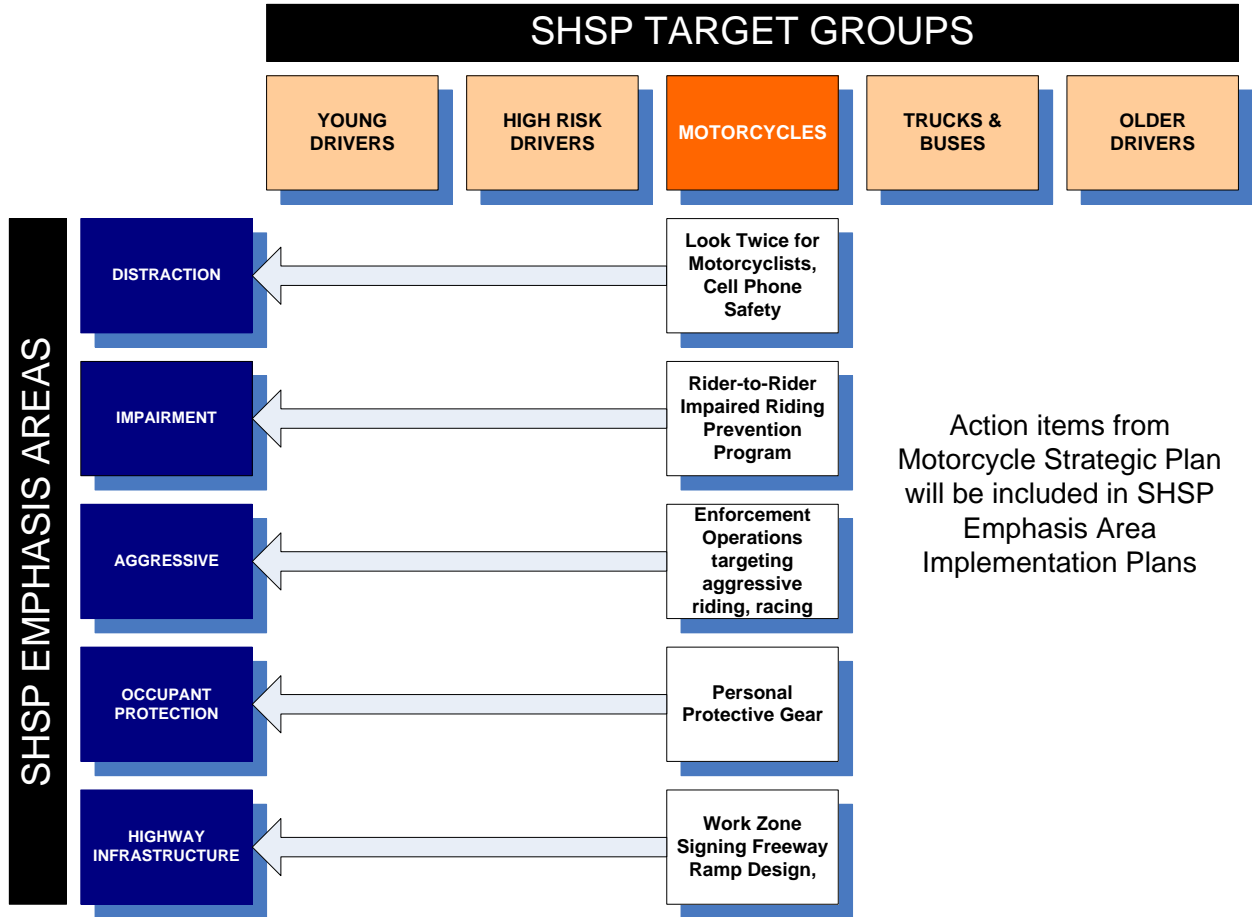 SHSP TARGET GROUPS
YOUNG
DRIVERS
HIGH RISK
DRIVERS
MOTORCYCLES
TRUCKS &
BUSES
OLDER
DRIVERS
SHSP EMPHASIS AREAS
DISTRACTION
Look Twice for
Motorcyclists,
Cell Phone
Safety
IMPAIRMENT
Rider-to-Rider
Impaired Riding
Prevention
Program
AGGRESSIVE
Enforcement
Operations
targeting
aggressive
riding, racing
OCCUPANT
PROTECTION
Personal
Protective Gear
HIGHWAY
INFRASTRUCTURE
Work Zone
Signing Freeway
Ramp Design,
Action items from
Motorcycle Strategic Plan
will be included in SHSP
Emphasis Area
Implementation Plans